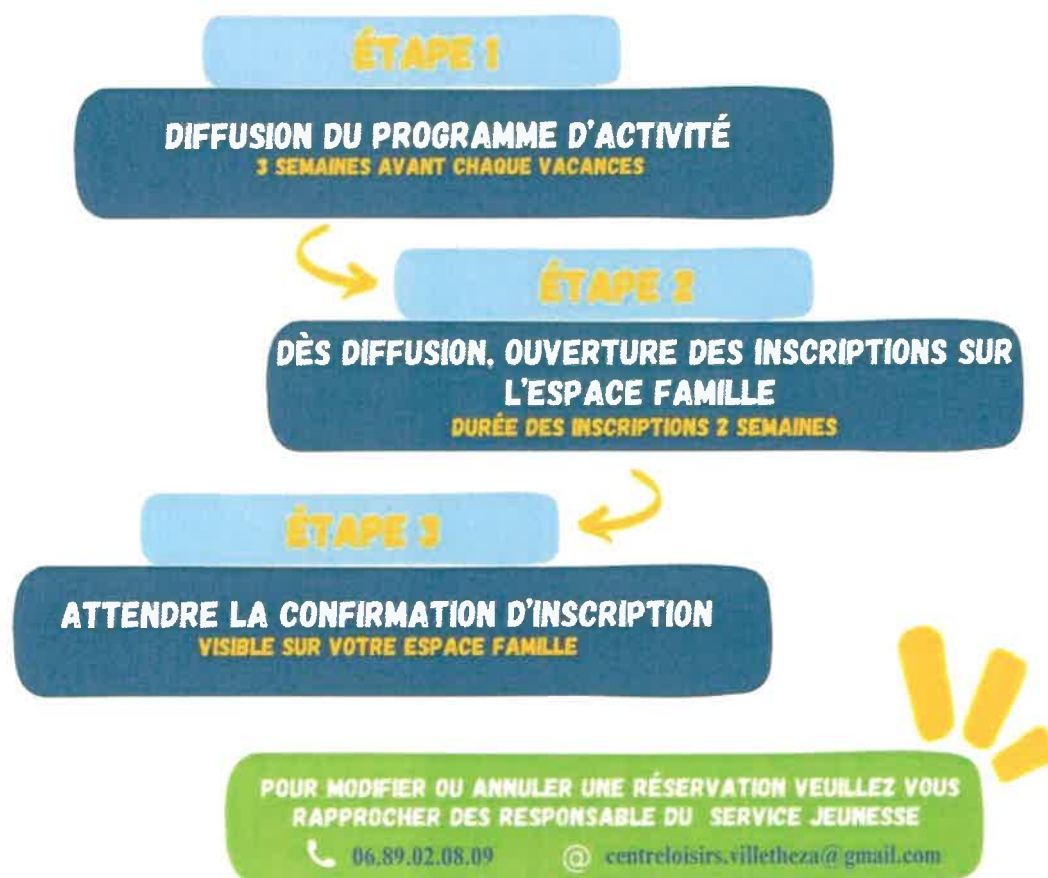 ÉTAPE 1
DIFFUSION DU PROGRAMME D'ACTIVITÉ
3 SEMAINES AVANT CHAQUE VACANCES
ÉTAPE 2
DÈS DIFFUSION, OUVERTURE DES INSCRIPTIONS SUR
L'ESPACE FAMILLE
DURÉE DES INSCRIPTIONS 2 SEMAINES
ÉTAPE 3
ATTENDRE LA CONFIRMATION D'INSCRIPTION
VISIBLE SUR VOTRE ESPACE FAMILLE
POUR MODIFIER OU ANNULER UNE RÉSERVATION VEUILLEZ VOUS
RAPPROCHER DES RESPONSABLE DU SERVICE JEUNESSE
06.89.02.08.09 @ centreloisirs.villetheza@gmail.com